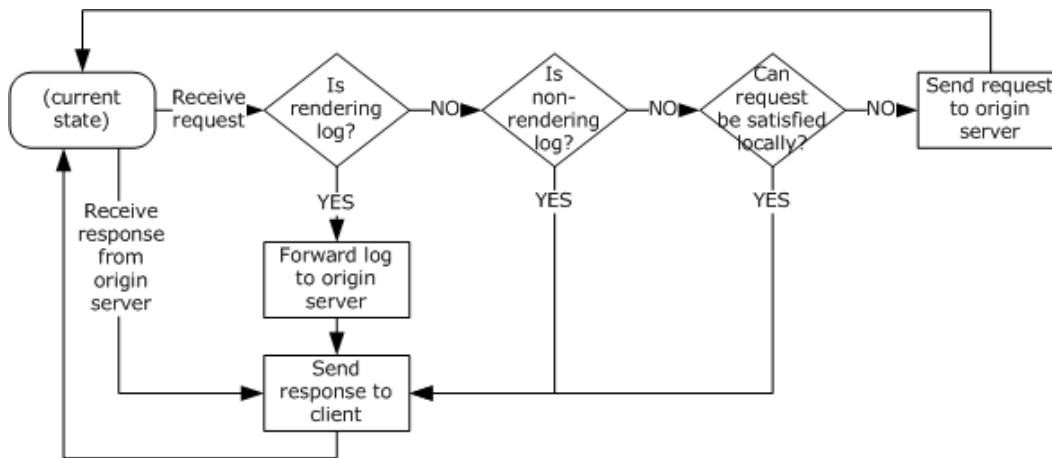 (current
state)
Receive
request
Is
rendering
log?
NO
Is
non-
rendering
log?
NO
Can
request
be satisfied
locally?
NO
Send request
to origin
server
YES
YES
YES
Receive
response
from
origin
server
Forward log
to origin
server
Send
response to
client